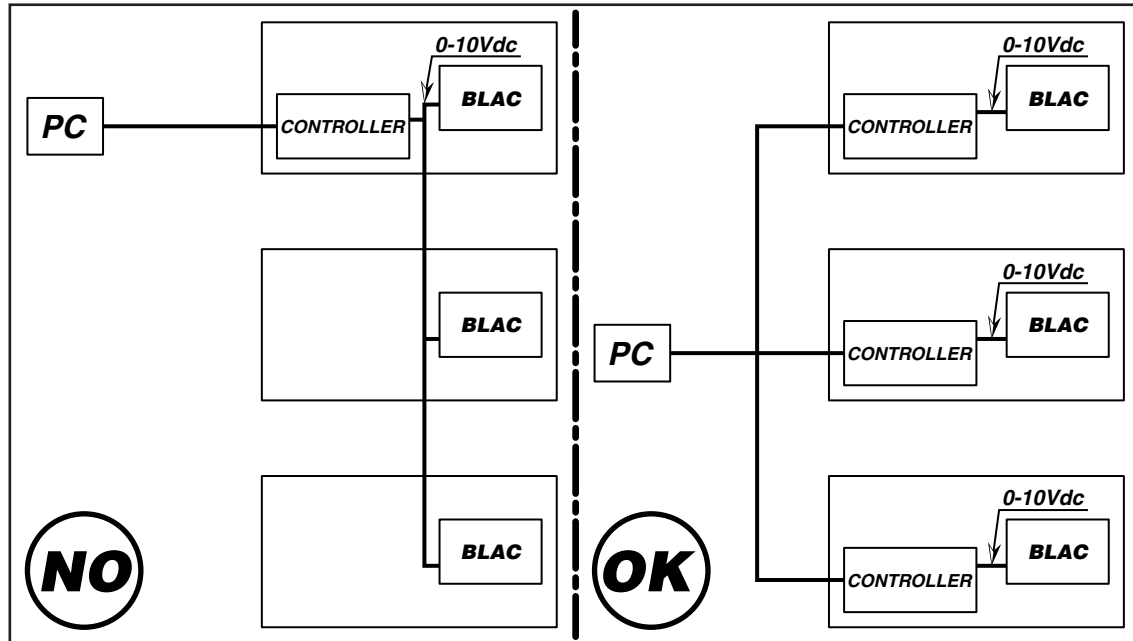 0-10Vdc
BLAC
PC
CONTROLLER
BLAC
BLAC
NO
0-10Vdc
BLAC
CONTROLLER
0-10Vdc
BLAC
PC
CONTROLLER
0-10Vdc
BLAC
CONTROLLER
OK